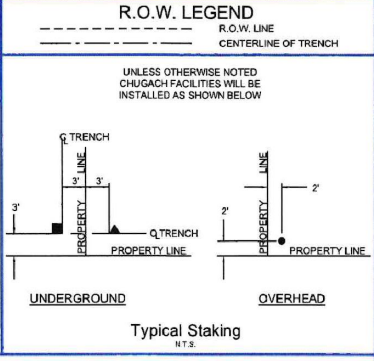 R.O.W. LEGEND
R.O.W. LINE
CENTERLINE OF TRENCH
UNLESS OTHERWISE NOTED
CHUGACH FACILITIES WILL BE
INSTALLED AS SHOWN BELOW
℄ TRENCH
PROPERTY LINE
3' 3'
3'
℄ TRENCH
PROPERTY LINE
UNDERGROUND
PROPERTY LINE
2'
2'
PROPERTY LINE
OVERHEAD
Typical Staking
N.T.S.